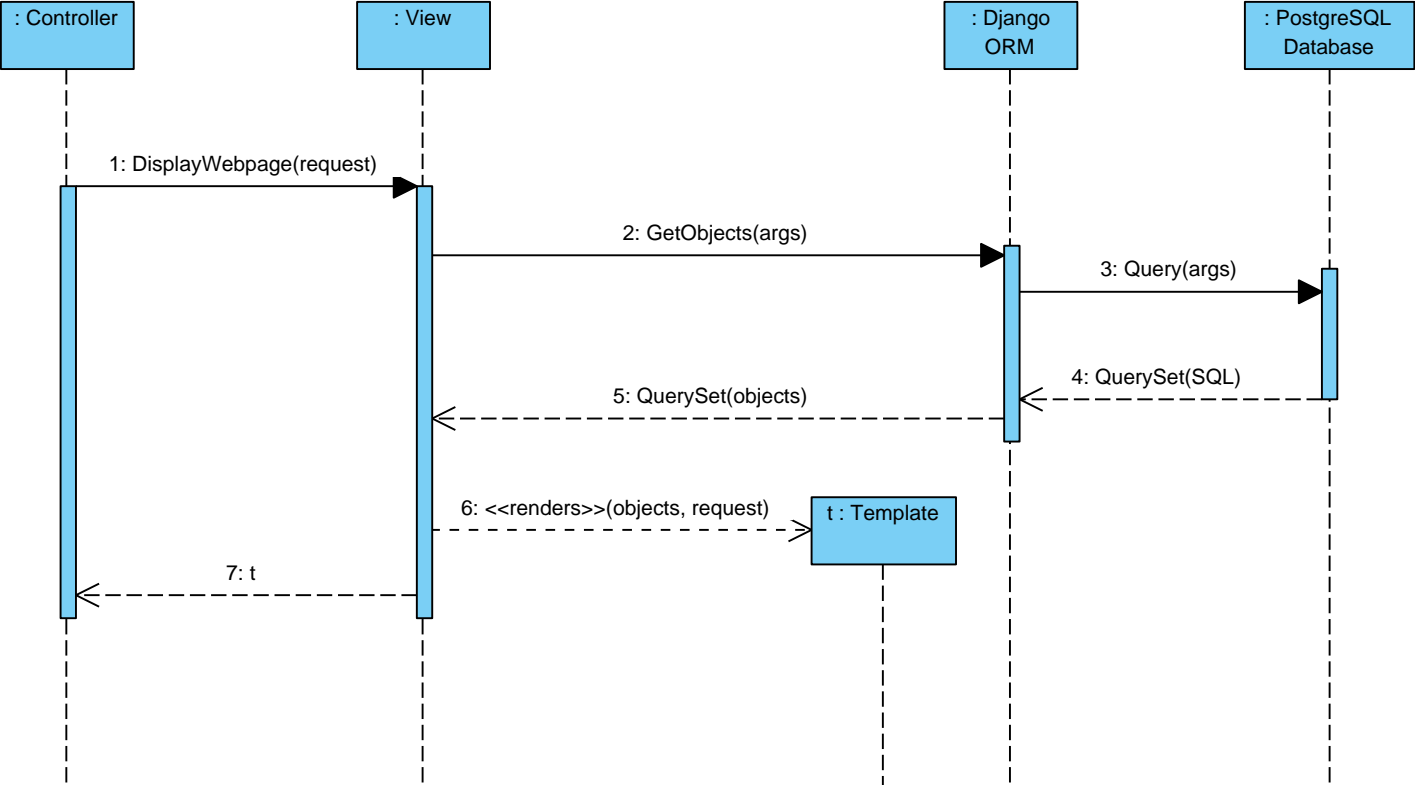 : Controller
: View
: Django
ORM
: PostgreSQL
Database
1: DisplayWebpage(request)
2: GetObjects(args)
3: Query(args)
4: QuerySet(SQL)
5: QuerySet(objects)
6: <<renders>>(objects, request)
t : Template
7: t